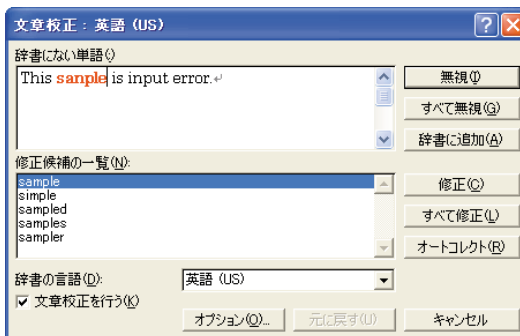 文章校正：英語 (US)
辞書にない単語(:)
This sanple is input error.↵
無視(I)
すべて無視(G)
辞書に追加(A)
修正候補の一覧(N):
sample
simple
sampled
samples
sampler
修正(C)
すべて修正(L)
オートコレクト(R)
辞書の言語(D):
英語 (US)
文章校正を行う(K)
オプション(O)...
元に戻す(U)
キャンセル